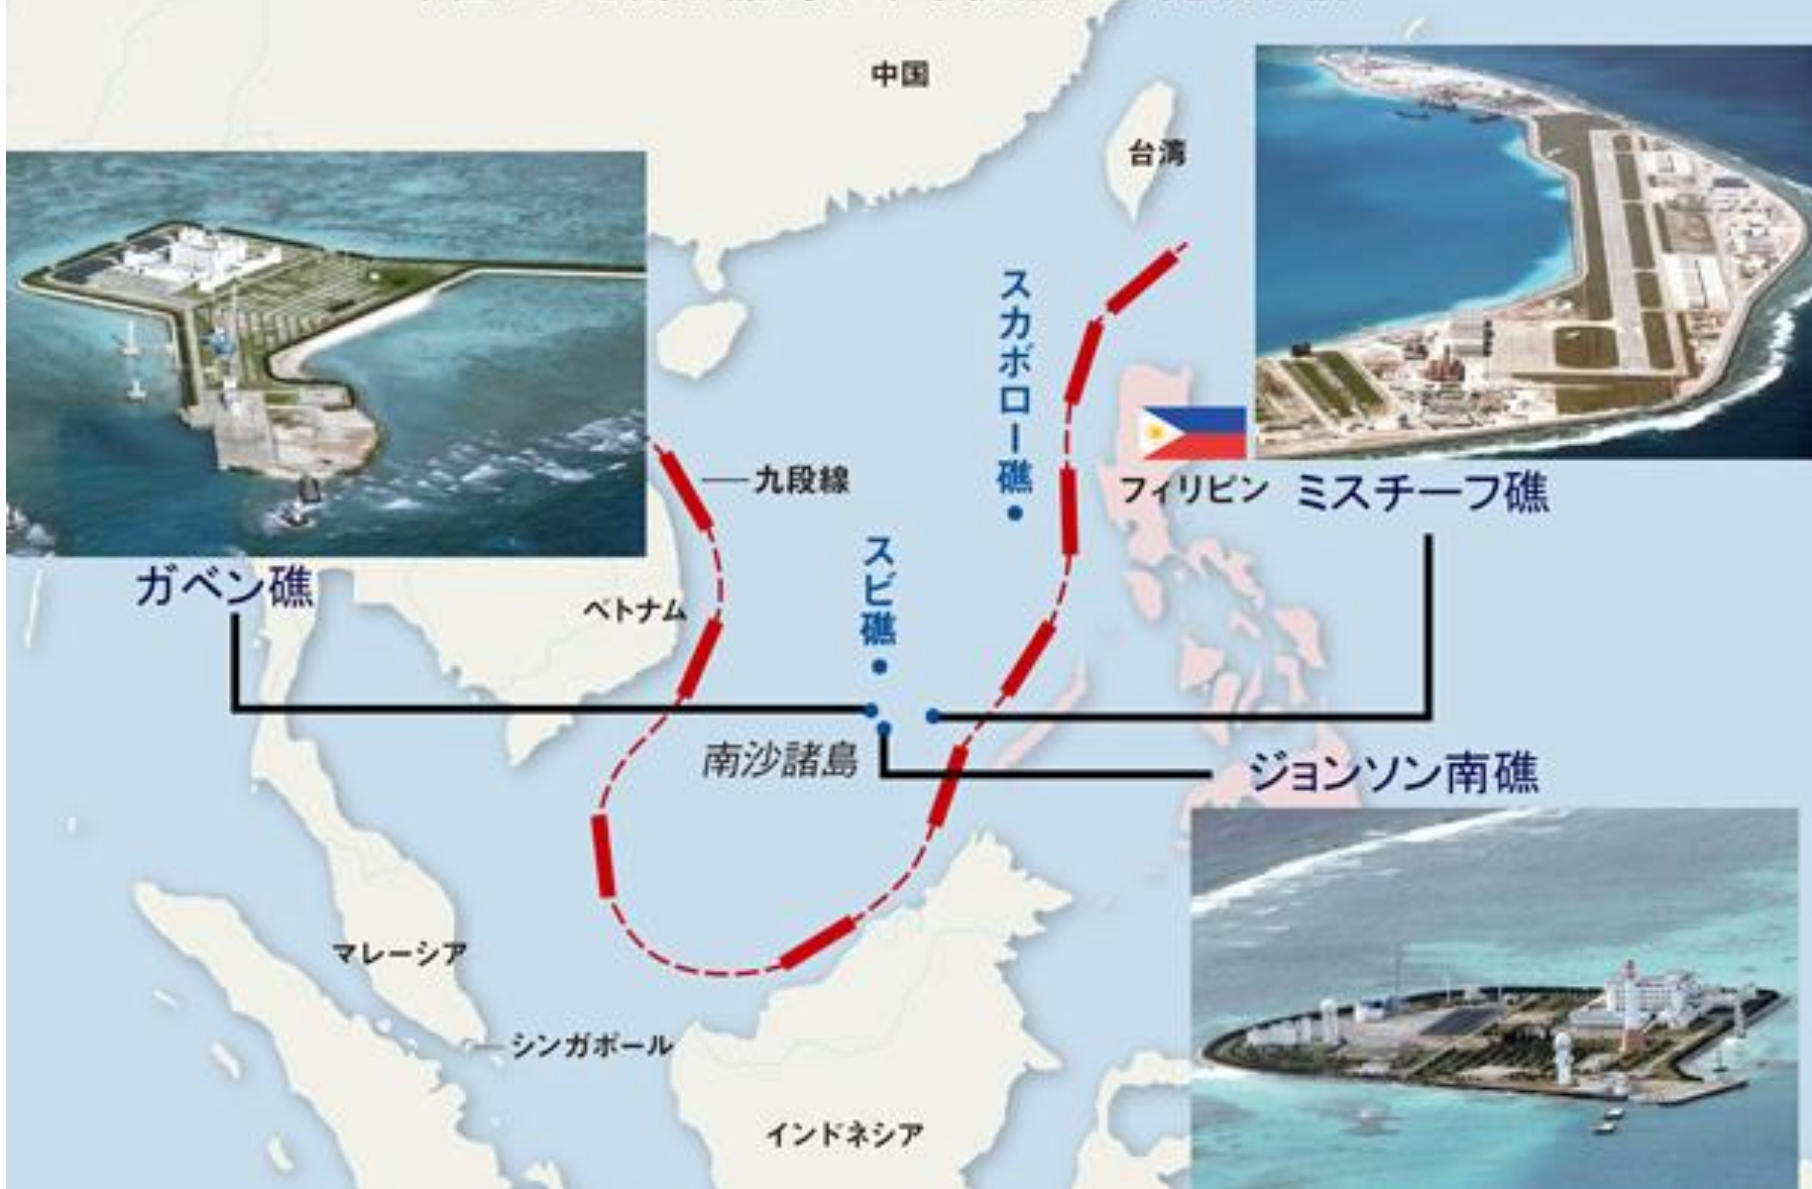 中国
台湾
スカボロー礁
九段線
フィリピン
ミスチーフ礁
スビ礁
ガベン礁
ベトナム
南沙諸島
ジョンソン南礁
マレーシア
シンガポール
インドネシア